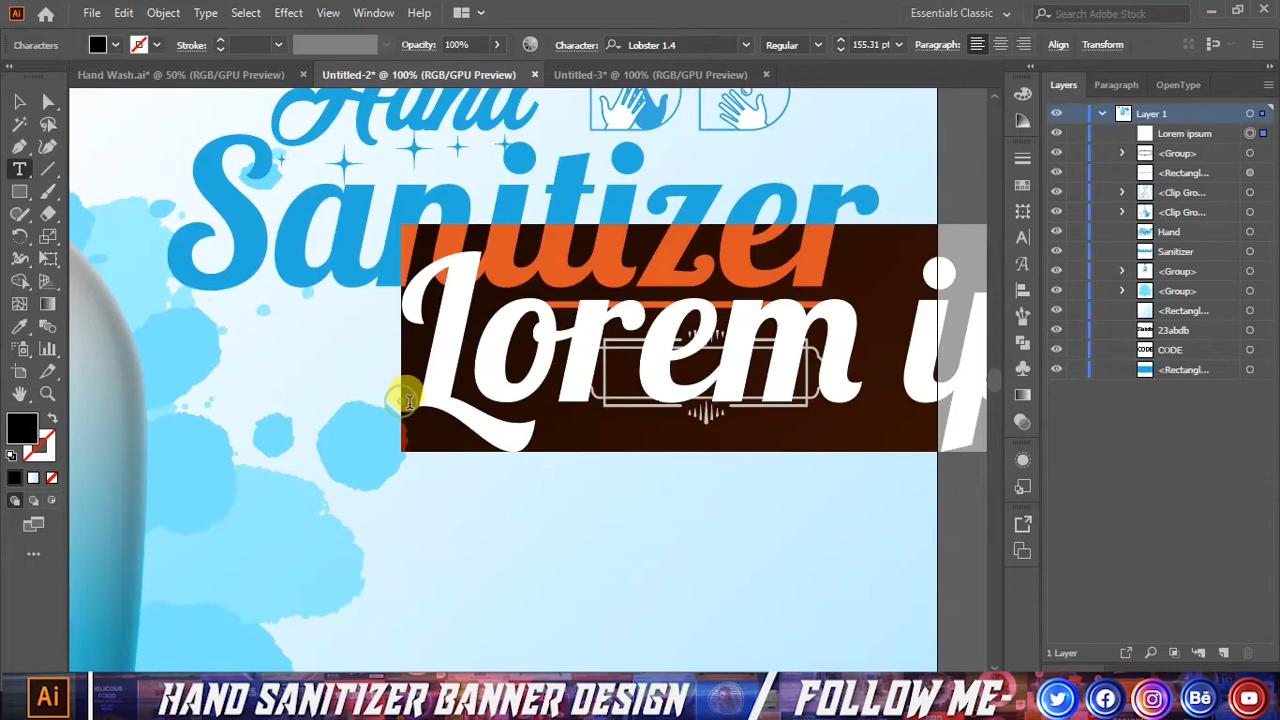 Ai File Edit Object Type Select Effect View Window Help Essentials Classic Search Adobe Stock
Characters Stroke: Opacity: 100% Character: Lobster 1.4 Regular 155.31 pt Paragraph: Align Transform
Hand Wash.ai* @ 50% (RGB/GPU Preview) × Untitled-2* @ 100% (RGB/GPU Preview) × Untitled-3* @ 100% (RGB/GPU Preview) ×
Layers Paragraph OpenType
Layer 1
Lorem ipsum
<Group>
<Rectangl...
<Clip Gro...
<Clip Gro...
Hand
Sanitizer
<Group>
<Group>
<Rectangl...
23abdb
CODE
<Rectangl...
Hand
Sanitizer
Lorem ip
1 Layer
Ai HAND SANITIZER BANNER DESIGN / FOLLOW ME-